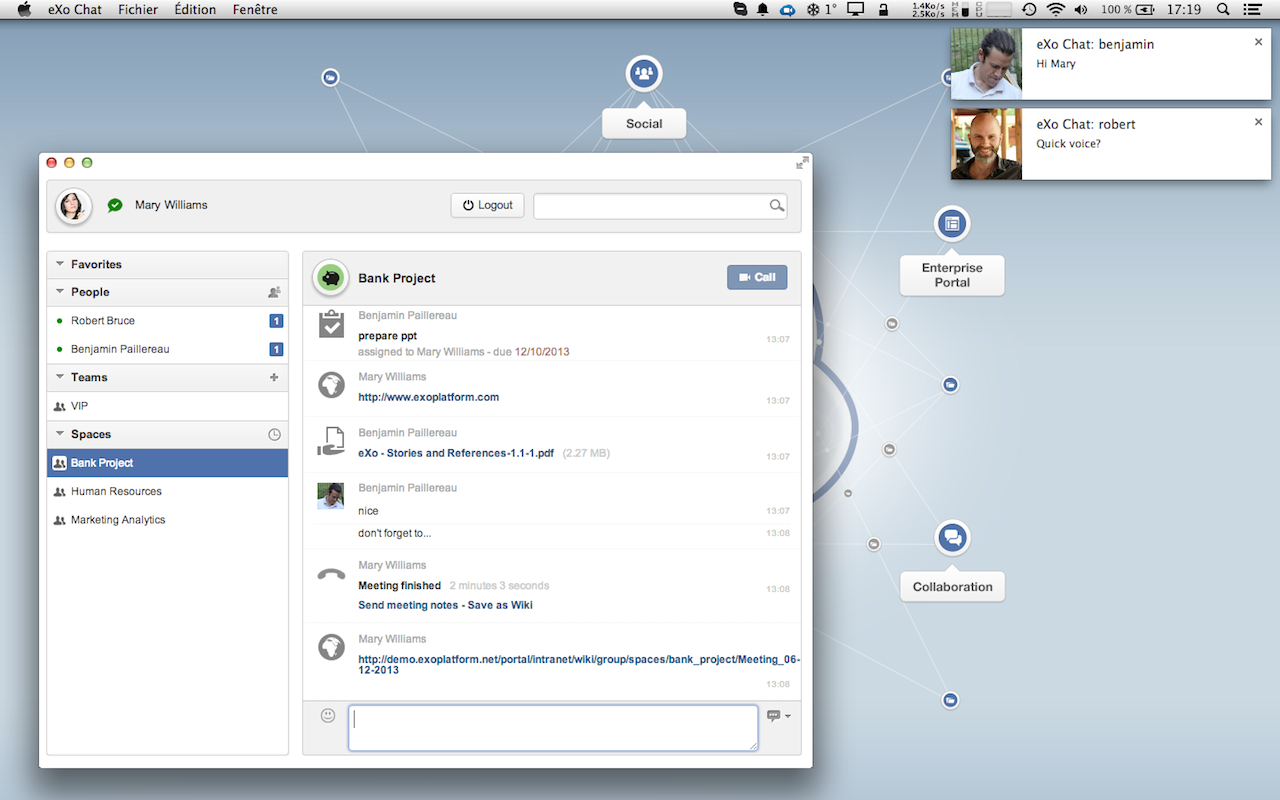 eXo Chat Fichier Édition Fenêtre 1° 1.4Ko/s 2.5Ko/s MEM CPU 100 % 17:19
eXo Chat: benjamin
Hi Mary
eXo Chat: robert
Quick voice?
Social
Enterprise
Portal
Collaboration
Mary Williams
Logout
Favorites
People
Robert Bruce 1
Benjamin Paillereau 1
Teams
VIP
Spaces
Bank Project
Human Resources
Marketing Analytics
Bank Project Call
Benjamin Paillereau
prepare ppt 13:07
assigned to Mary Williams - due 12/10/2013
Mary Williams
http://www.exoplatform.com 13:07
Benjamin Paillereau
eXo - Stories and References-1.1-1.pdf (2.27 MB) 13:07
Benjamin Paillereau
nice 13:07
don't forget to... 13:08
Mary Williams
Meeting finished 2 minutes 3 seconds 13:08
Send meeting notes - Save as Wiki
Mary Williams
http://demo.exoplatform.net/portal/intranet/wiki/group/spaces/bank_project/Meeting_06-
12-2013
13:08